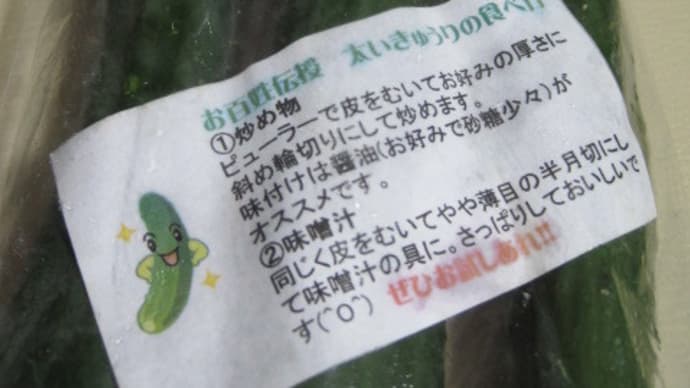 お百姓伝授 太いきゅうりの食べ方
①炒め物
ピューラーで皮をむいてお好みの厚さに
斜め輪切りにして炒めます。
味付けは醤油(お好みで砂糖少々)が
オススメです。
②味噌汁
同じく皮をむいてやや薄目の半月切にし
て味噌汁の具に。さっぱりしておいしいで
す(^O^) ぜひお試しあれ!!